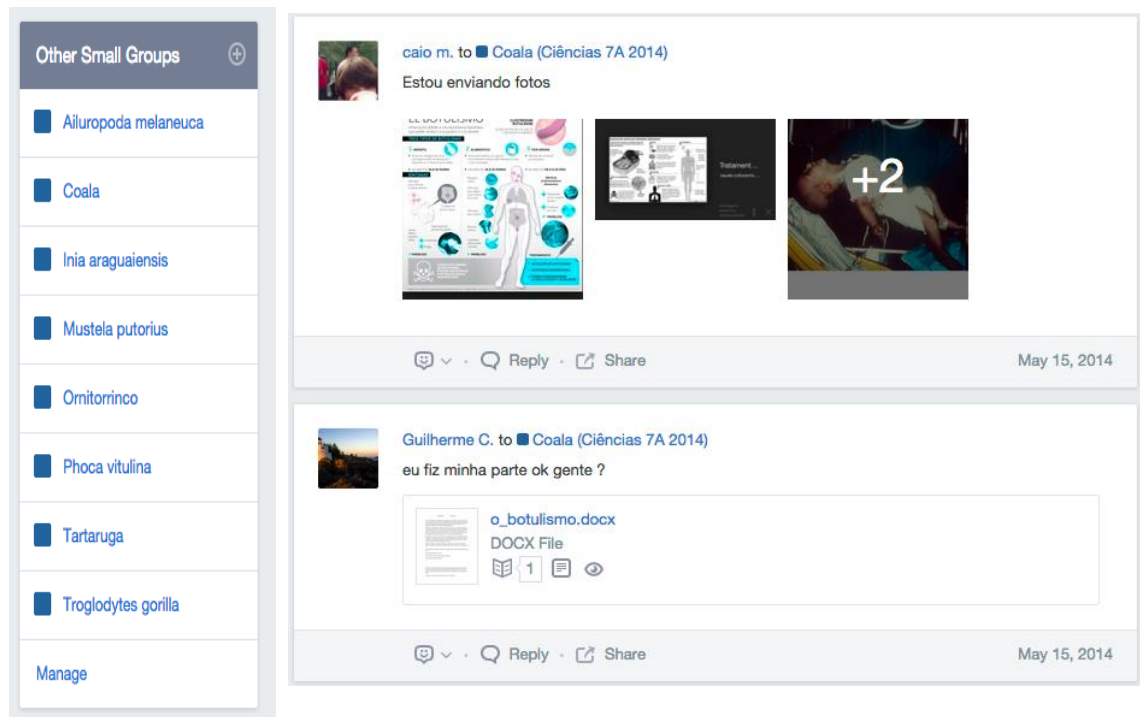 Other Small Groups
Ailuropoda melaneuca
Coala
Inia araguaiensis
Mustela putorius
Ornitorrinco
Phoca vitulina
Tartaruga
Troglodytes gorilla
Manage
caio m. to Coala (Ciências 7A 2014)
Estou enviando fotos
EL BOTULISMO
Tratament...
+2
Reply · Share
May 15, 2014
Guilherme C. to Coala (Ciências 7A 2014)
eu fiz minha parte ok gente ?
o_botulismo.docx
DOCX File
1
Reply · Share
May 15, 2014